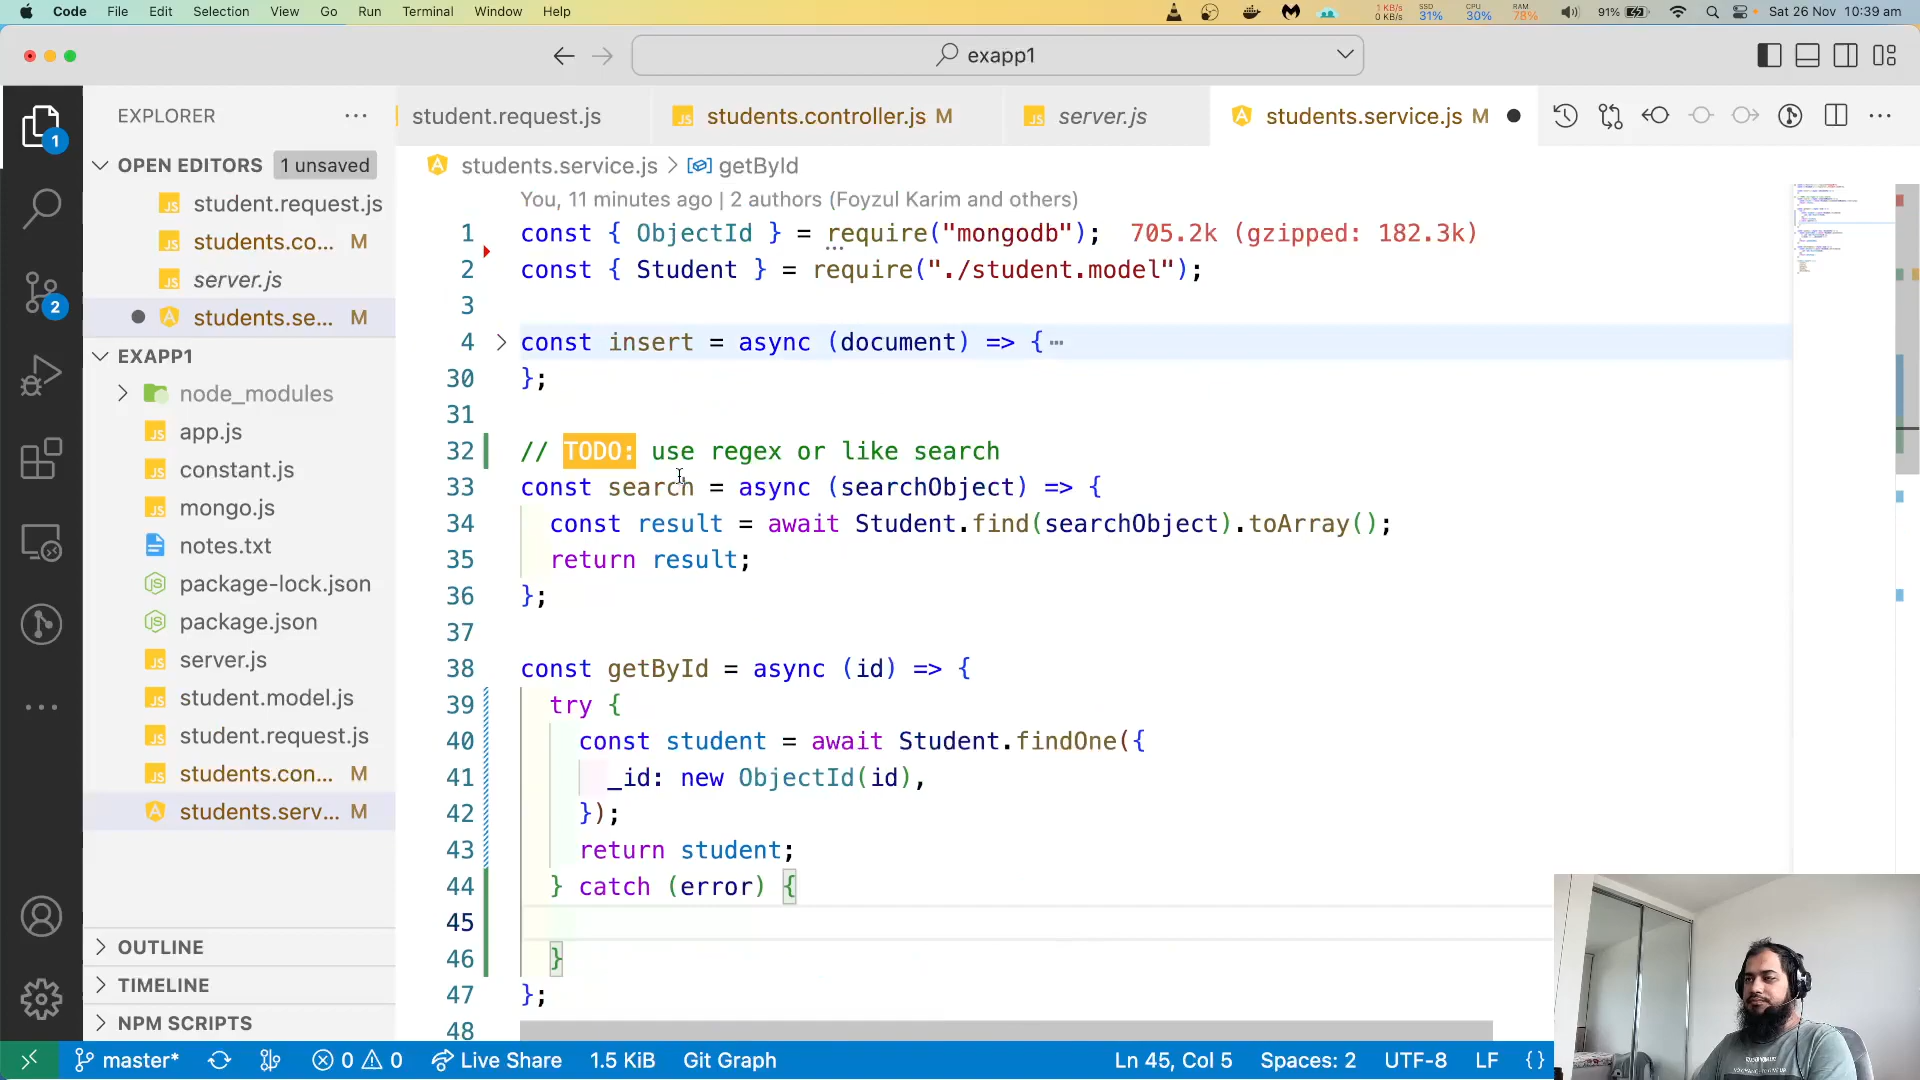 Code File Edit Selection View Go Run Terminal Window Help
1 KB/s 0 KB/s SSD 31% CPU 30% RAM 78% 91% Sat 26 Nov 10:39 am
exapp1
EXPLORER
student.request.js
students.controller.js M
server.js
students.service.js M
OPEN EDITORS 1 unsaved
student.request.js
students.co... M
server.js
students.se... M
EXAPP1
node_modules
app.js
constant.js
mongo.js
notes.txt
package-lock.json
package.json
server.js
student.model.js
student.request.js
students.con... M
students.serv... M
OUTLINE
TIMELINE
NPM SCRIPTS
1
2
students.service.js > getById
You, 11 minutes ago | 2 authors (Foyzul Karim and others)
1 const { ObjectId } = require("mongodb"); 705.2k (gzipped: 182.3k)
2 const { Student } = require("./student.model");
3
4 const insert = async (document) => {
30 };
31
32 // TODO: use regex or like search
33 const search = async (searchObject) => {
34 const result = await Student.find(searchObject).toArray();
35 return result;
36 };
37
38 const getById = async (id) => {
39 try {
40 const student = await Student.findOne({
41 _id: new ObjectId(id),
42 });
43 return student;
44 } catch (error) {
45
46 }
47 };
48
master* 0 0 Live Share 1.5 KiB Git Graph Ln 45, Col 5 Spaces: 2 UTF-8 LF {}